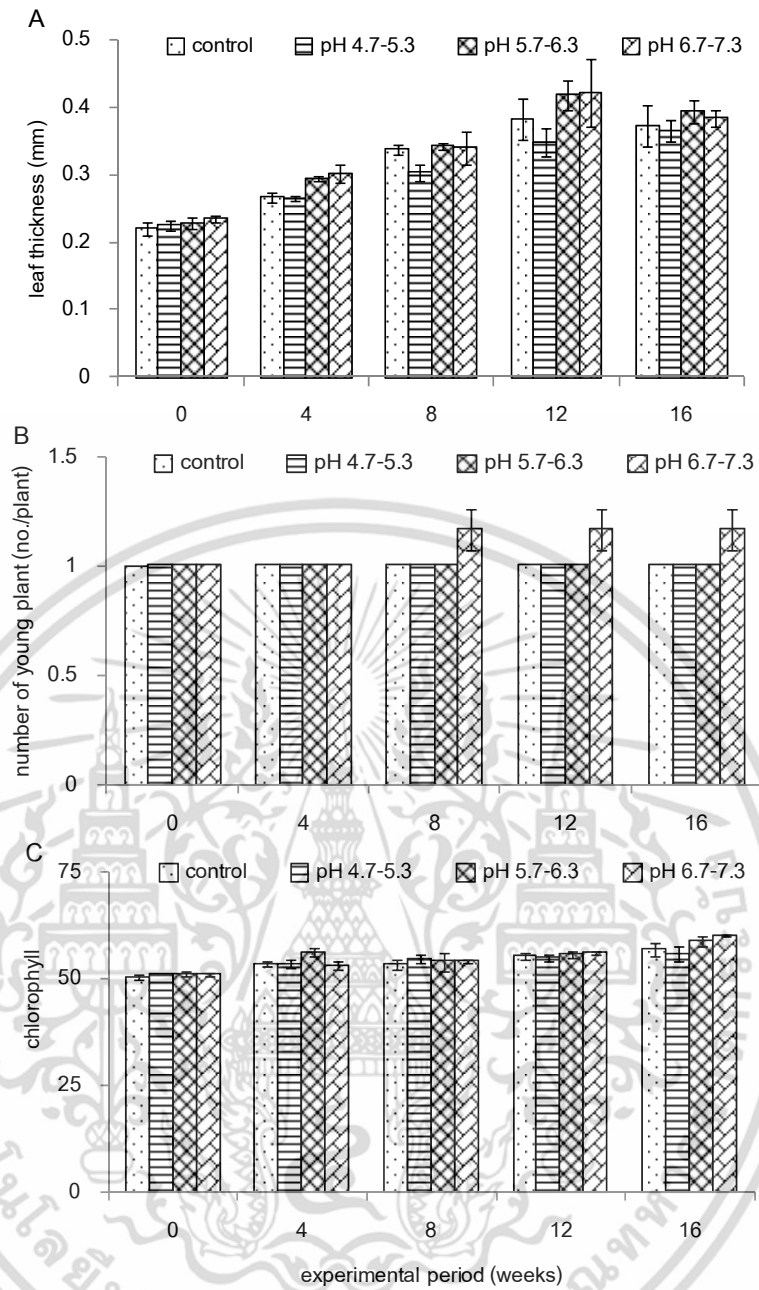 A
control pH 4.7-5.3 pH 5.7-6.3 pH 6.7-7.3
leaf thickness (mm)
0.5
0.4
0.3
0.2
0.1
0
0 4 8 12 16
B
control pH 4.7-5.3 pH 5.7-6.3 pH 6.7-7.3
number of young plant (no./plant)
1.5
1
0.5
0
0 4 8 12 16
C
control pH 4.7-5.3 pH 5.7-6.3 pH 6.7-7.3
chlorophyll
75
50
25
0
0 4 8 12 16
experimental period (weeks)